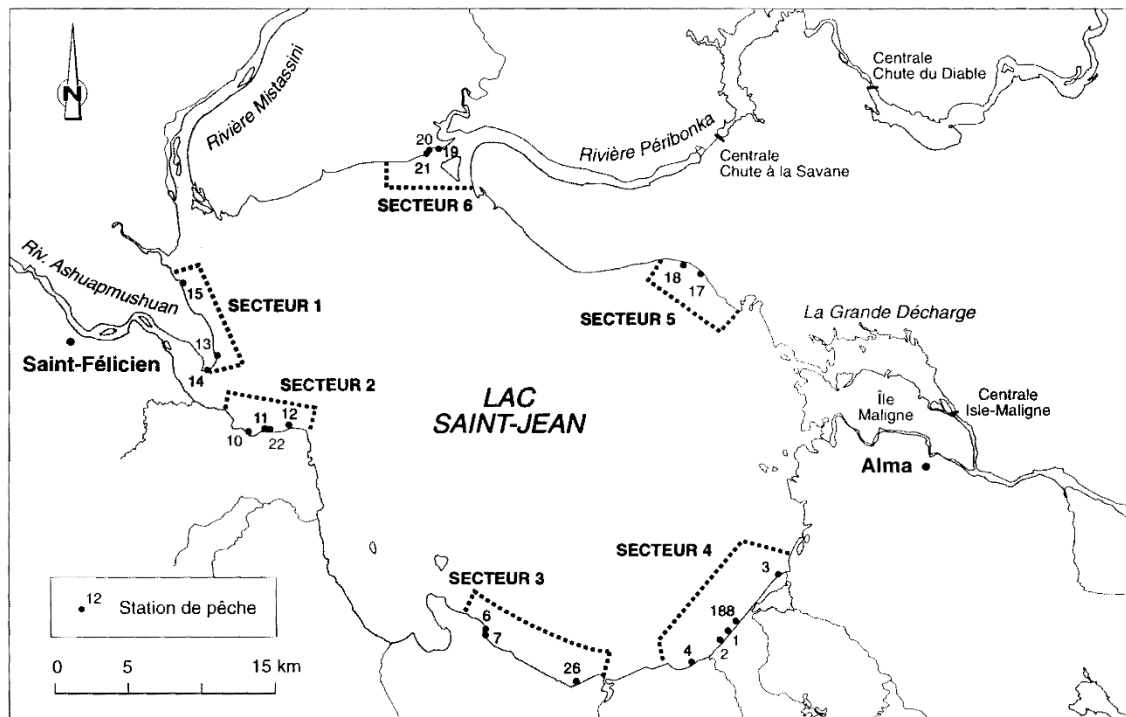 N
Rivière Mistassini
Centrale
Chute du Diable
Rivière Péribonka
Centrale
Chute à la Savane
20
19
21
SECTEUR 6
Riv. Ashuapmushuan
15
SECTEUR 1
13
14
Saint-Félicien
18
17
SECTEUR 5
La Grande Décharge
SECTEUR 2
11
12
10
22
LAC
SAINT-JEAN
Île
Maligne
Centrale
Isle-Maligne
Alma
SECTEUR 4
3
188
1
2
4
SECTEUR 3
6
7
26
12 Station de pêche
0 5 15 km